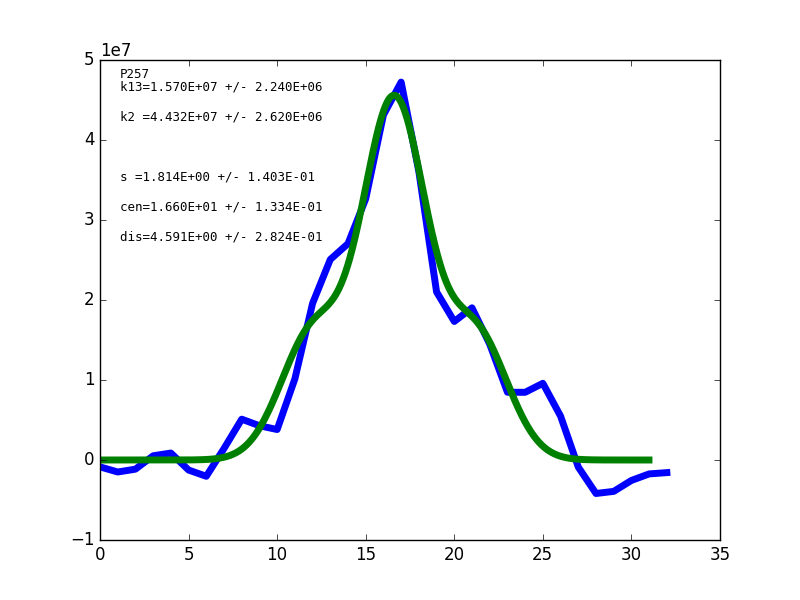 1e7
P257
k13=1.570E+07 +/- 2.240E+06
k2 =4.432E+07 +/- 2.620E+06
s =1.814E+00 +/- 1.403E-01
cen=1.660E+01 +/- 1.334E-01
dis=4.591E+00 +/- 2.824E-01
5
4
3
2
1
0
−1
0 5 10 15 20 25 30 35